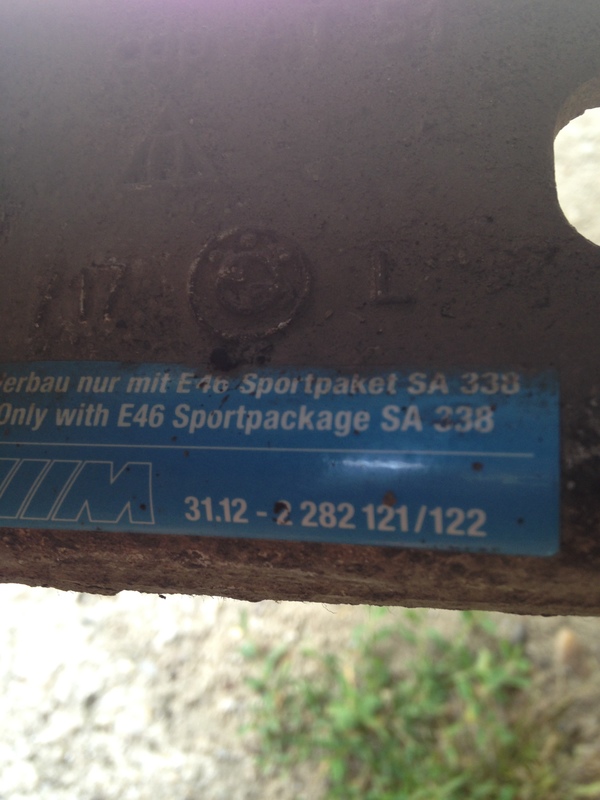 717 L
erbau nur mit E46 Sportpaket SA 338
Only with E46 Sportpackage SA 338
M 31.12 - 2 282 121/122